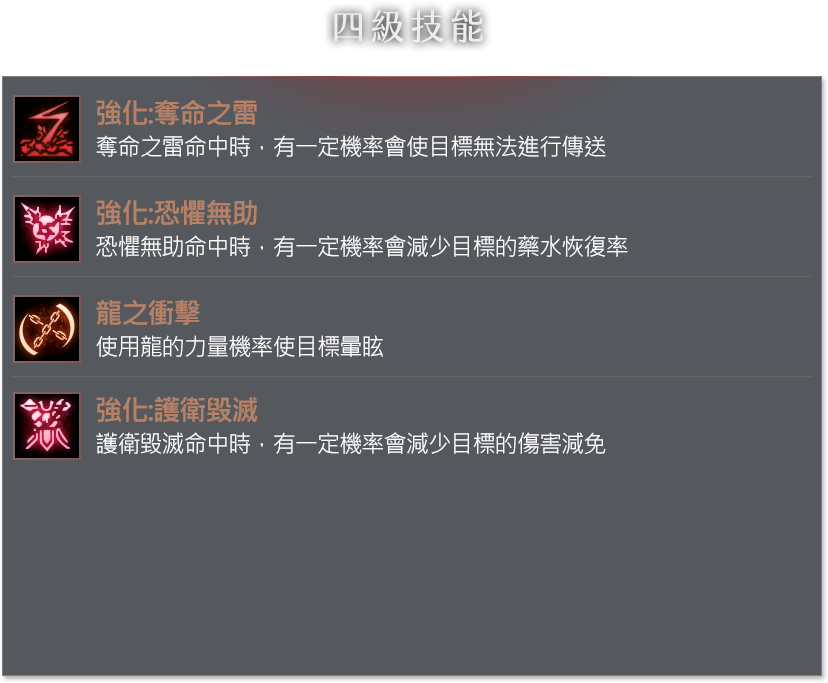 四級技能
強化:奪命之雷
奪命之雷命中時，有一定機率會使目標無法進行傳送
強化:恐懼無助
恐懼無助命中時，有一定機率會減少目標的藥水恢復率
龍之衝擊
使用龍的力量機率使目標暈眩
強化:護衛毀滅
護衛毀滅命中時，有一定機率會減少目標的傷害減免